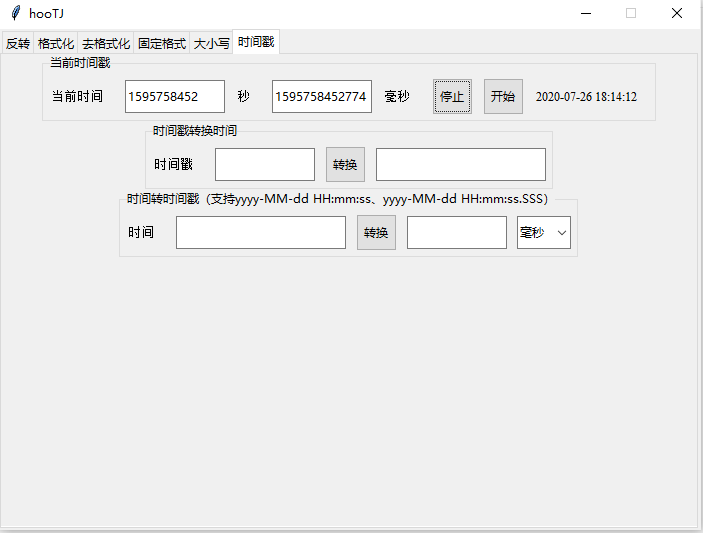 hooTJ
反转 格式化 去格式化 固定格式 大小写 时间戳
当前时间戳
当前时间 1595758452 秒 1595758452774 毫秒 停止 开始 2020-07-26 18:14:12
时间戳转换时间
时间戳 转换
时间转时间戳（支持yyyy-MM-dd HH:mm:ss、yyyy-MM-dd HH:mm:ss.SSS）
时间 转换 毫秒